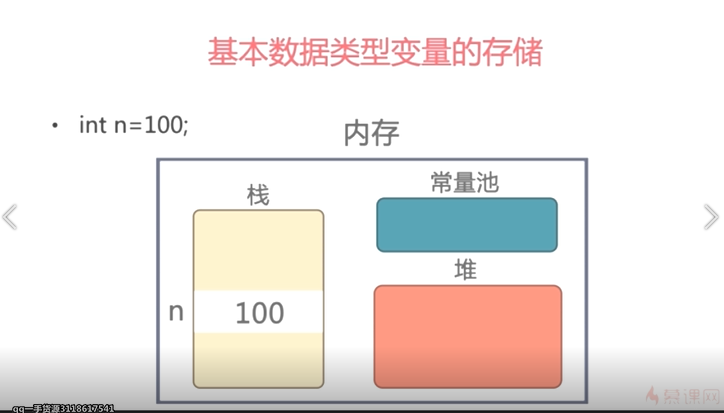 基本数据类型变量的存储
• int n=100;
内存
栈
常量池
堆
n
100
慕课网
qq一手货源3118617541